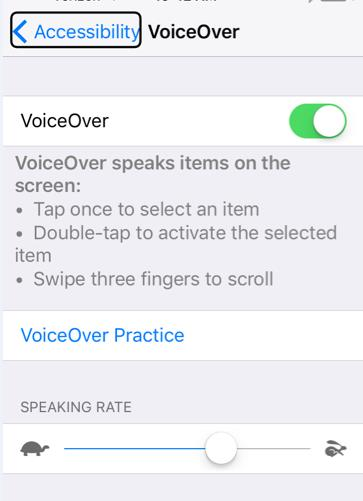 Accessibility VoiceOver
VoiceOver
VoiceOver speaks items on the
screen:
• Tap once to select an item
• Double-tap to activate the selected
item
• Swipe three fingers to scroll
VoiceOver Practice
SPEAKING RATE